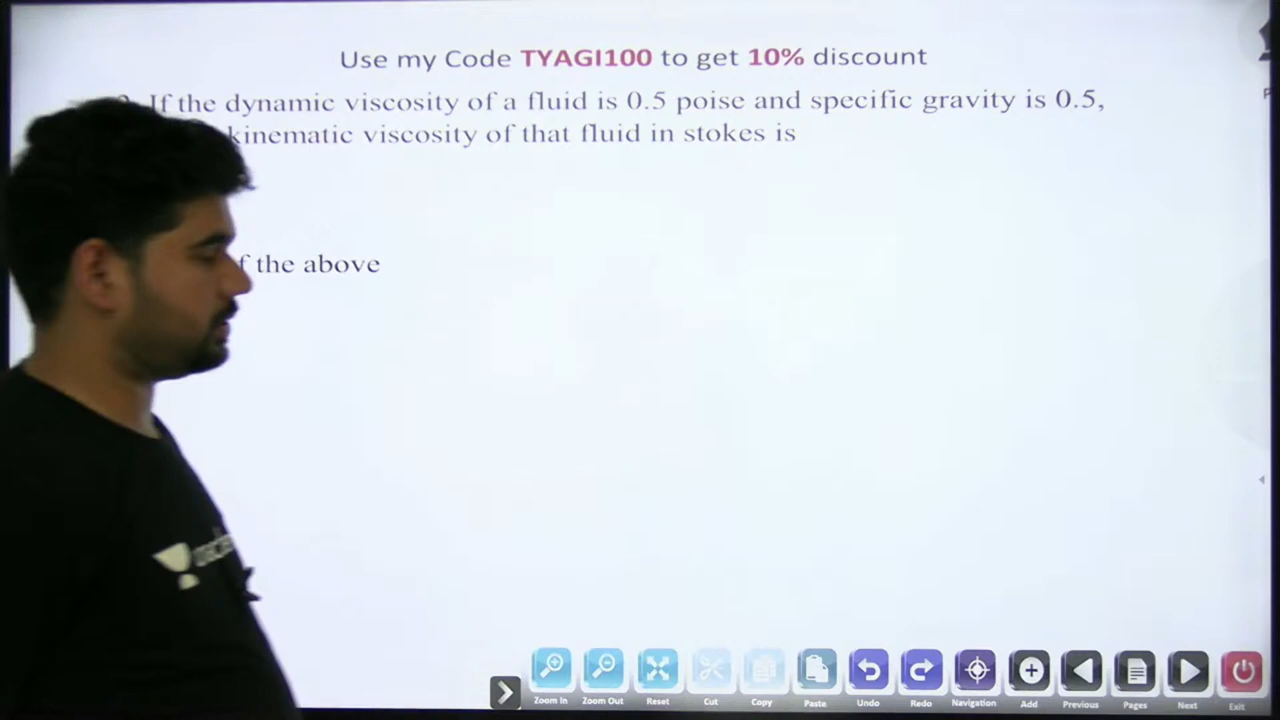 Use my Code TYAGI100 to get 10% discount
If the dynamic viscosity of a fluid is 0.5 poise and specific gravity is 0.5,
kinematic viscosity of that fluid in stokes is
f the above
Zoom In Zoom Out Reset Cut Copy Paste Undo Redo Navigation Add Previous Pages Next Exit